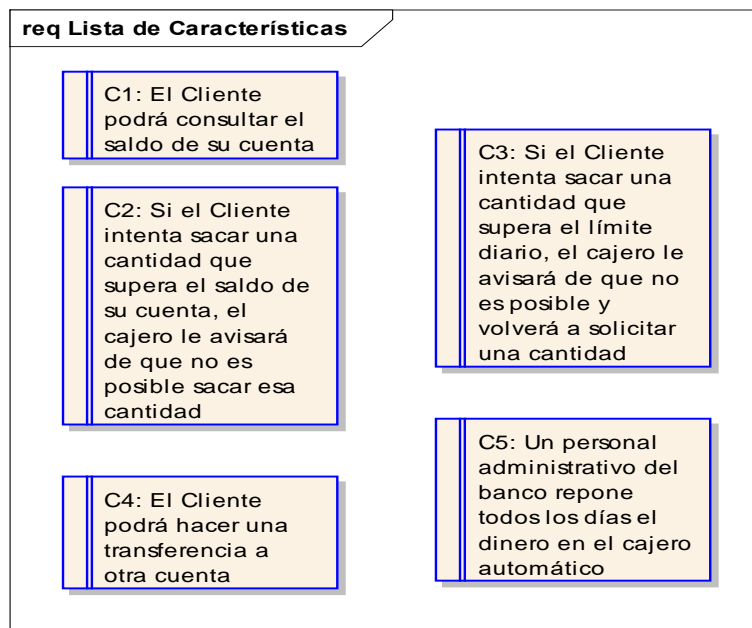 req Lista de Características
C1: El Cliente
podrá consultar el
saldo de su cuenta
C2: Si el Cliente
intenta sacar una
cantidad que
supera el saldo de
su cuenta, el
cajero le avisará
de que no es
posible sacar esa
cantidad
C3: Si el Cliente
intenta sacar una
cantidad que
supera el límite
diario, el cajero le
avisará de que no
es posible y
volverá a solicitar
una cantidad
C4: El Cliente
podrá hacer una
transferencia a
otra cuenta
C5: Un personal
administrativo del
banco repone
todos los días el
dinero en el cajero
automático